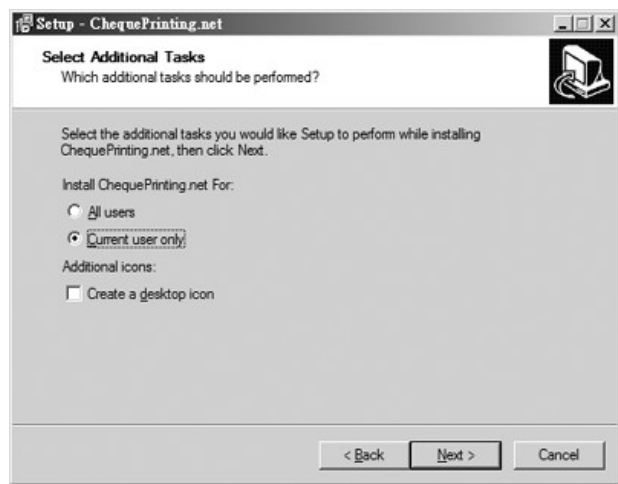 Setup - ChequePrinting.net
Select Additional Tasks
Which additional tasks should be performed?
Select the additional tasks you would like Setup to perform while installing
ChequePrinting.net, then click Next.
Install ChequePrinting.net For:
All users
Current user only
Additional icons:
Create a desktop icon
< Back
Next >
Cancel